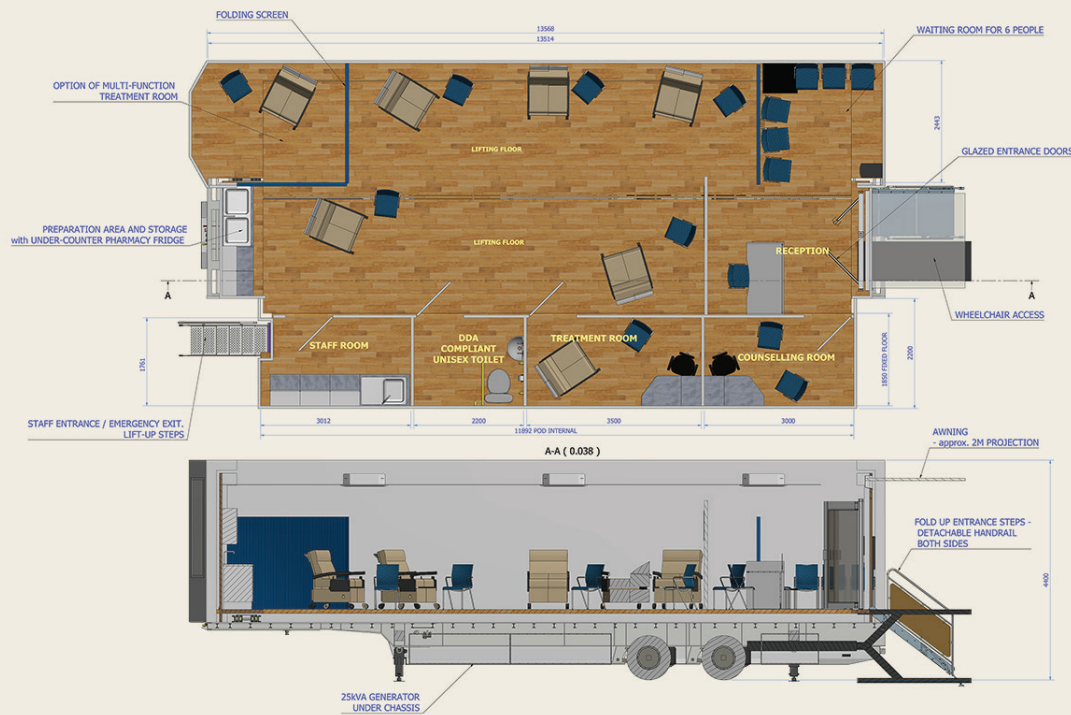 FOLDING SCREEN
13568
13514
WAITING ROOM FOR 6 PEOPLE
OPTION OF MULTI-FUNCTION
TREATMENT ROOM
2443
LIFTING FLOOR
GLAZED ENTRANCE DOORS
PREPARATION AREA AND STORAGE
with UNDER-COUNTER PHARMACY FRIDGE
LIFTING FLOOR
RECEPTION
A
A
WHEELCHAIR ACCESS
STAFF ROOM
DDA
COMPLIANT
UNISEX TOILET
TREATMENT ROOM
COUNSELLING ROOM
1761
1850 FIXED FLOOR
2200
STAFF ENTRANCE / EMERGENCY EXIT.
LIFT-UP STEPS
3012
2200
3500
3000
11892 POD INTERNAL
A-A ( 0.038 )
AWNING
- approx. 2M PROJECTION
FOLD UP ENTRANCE STEPS -
DETACHABLE HANDRAIL
BOTH SIDES
4400
25kVA GENERATOR
UNDER CHASSIS